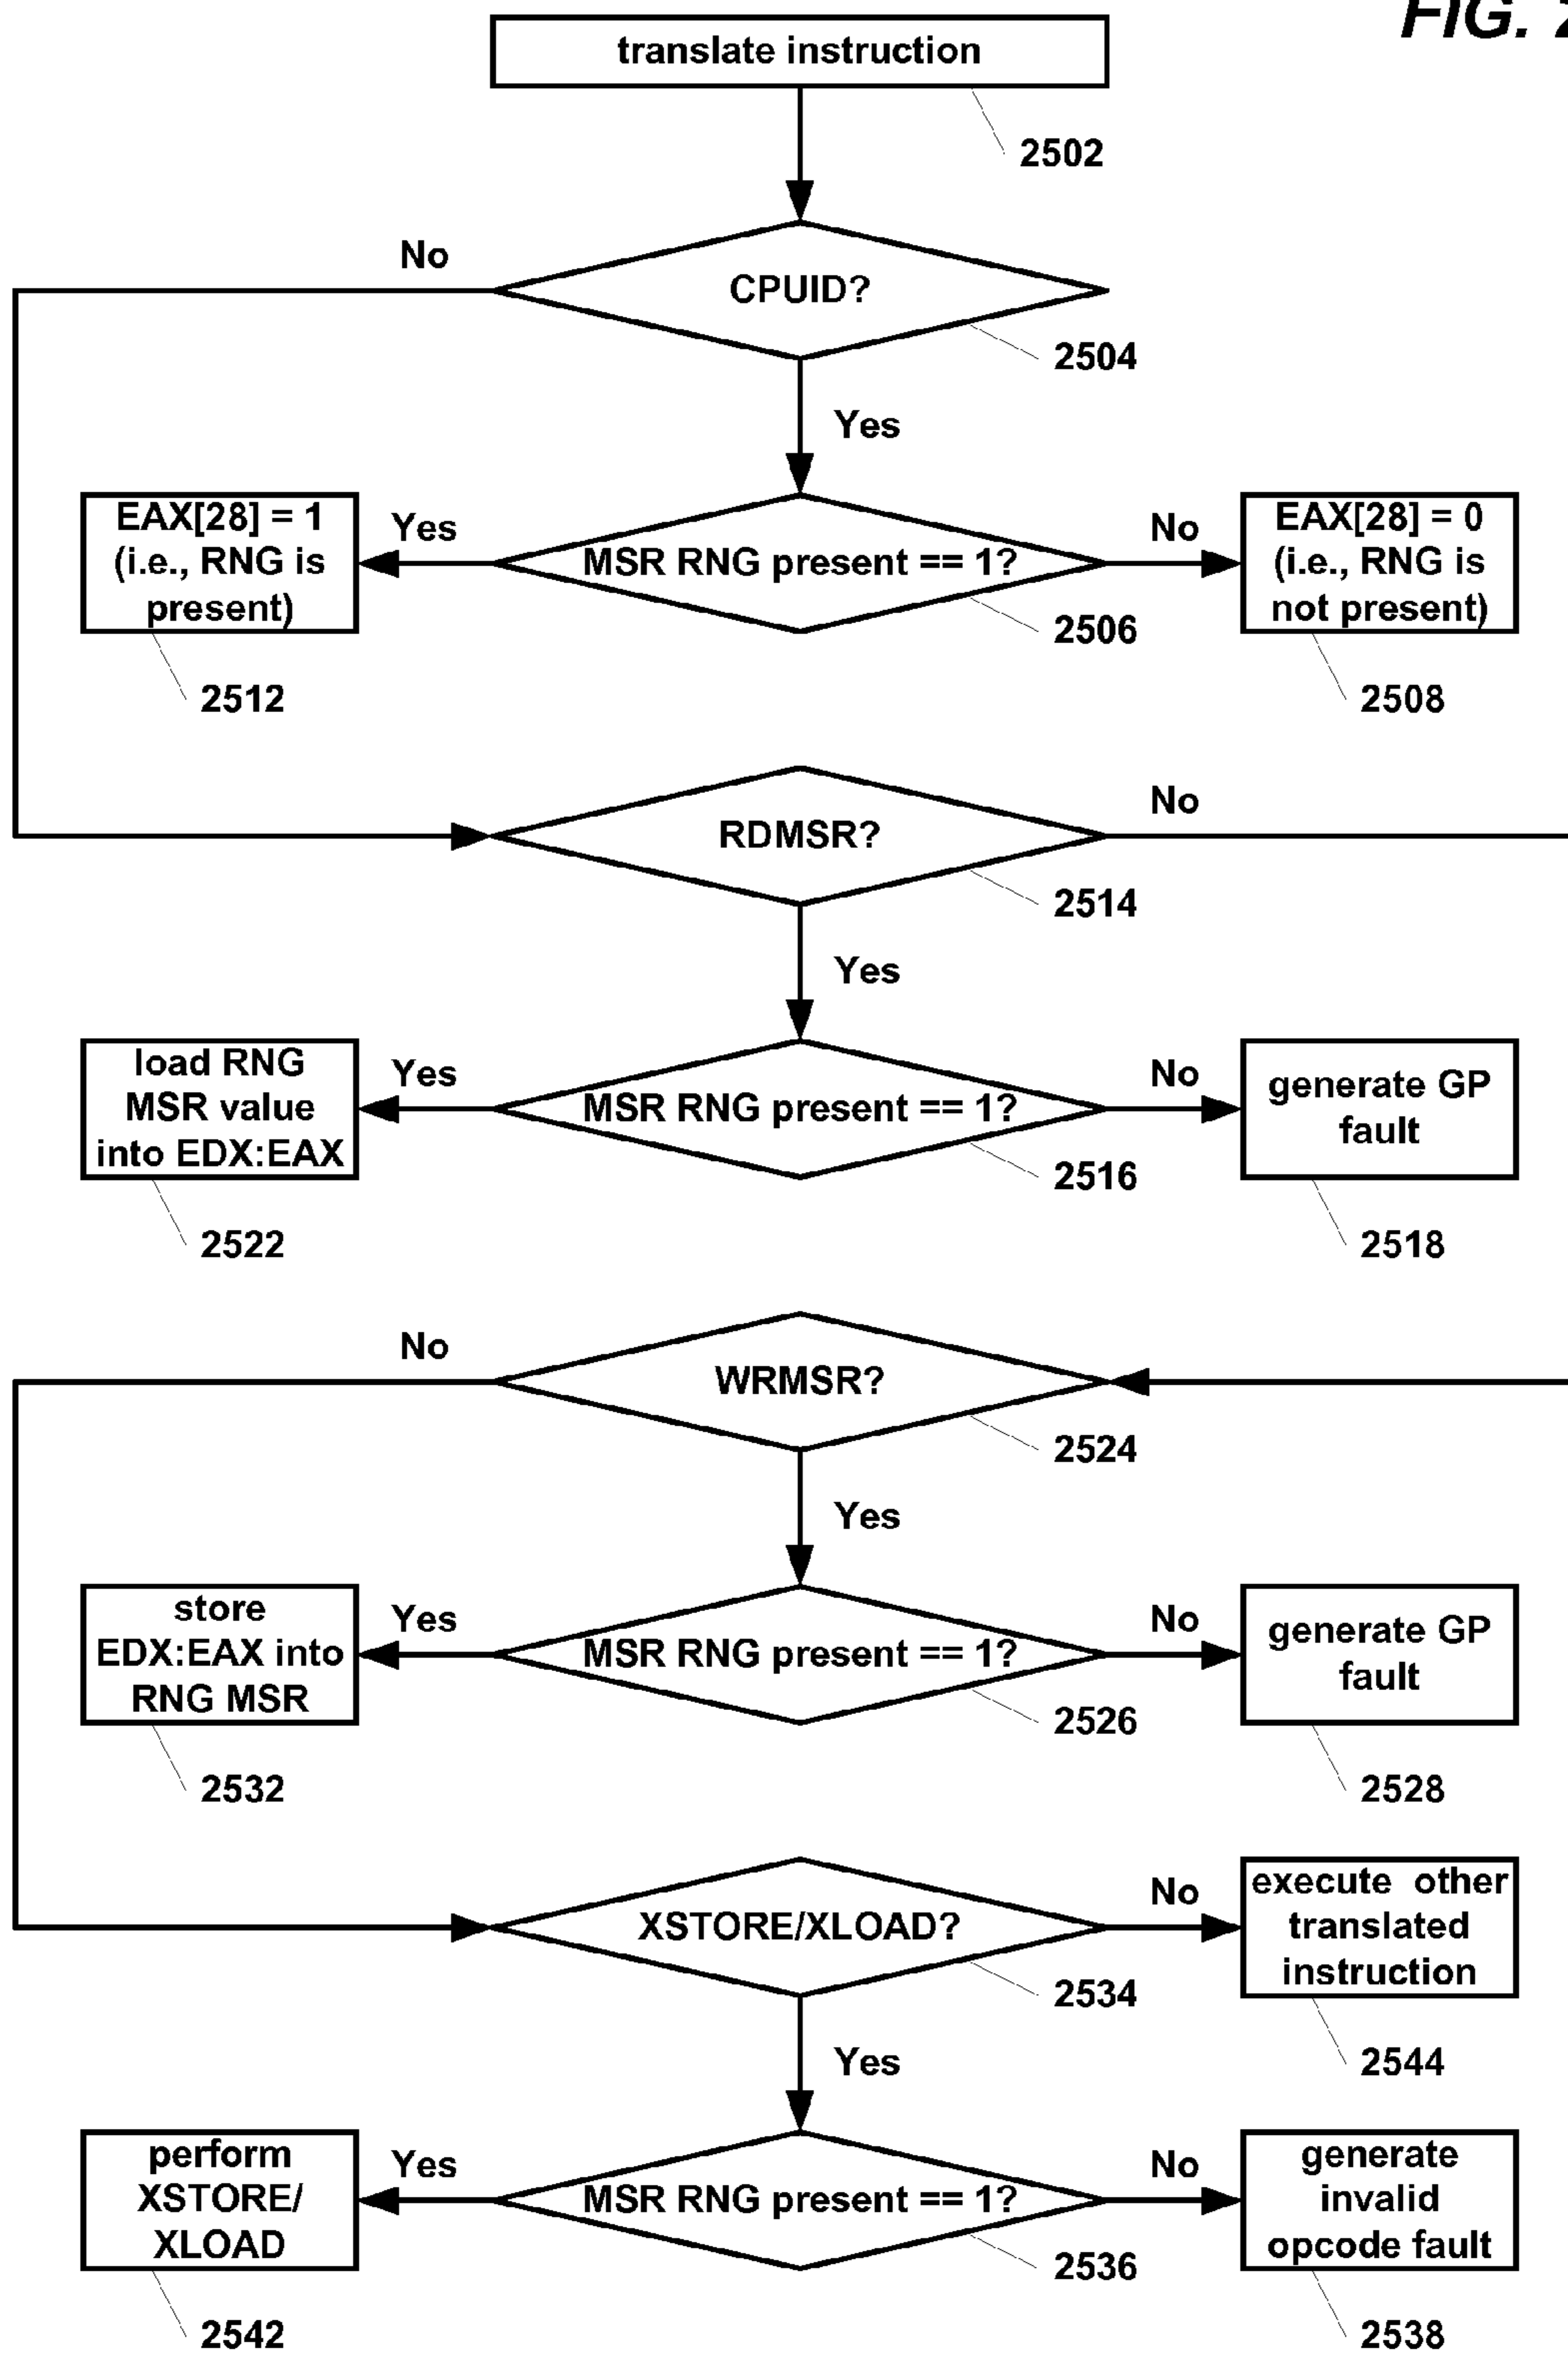 FIG. 2
translate instruction
2502
No
CPUID?
2504
Yes
EAX[28] = 1
(i.e., RNG is
present)
Yes
MSR RNG present == 1?
No
EAX[28] = 0
(i.e., RNG is
not present)
2506
2512
2508
No
RDMSR?
2514
Yes
load RNG
MSR value
into EDX:EAX
Yes
MSR RNG present == 1?
No
generate GP
fault
2516
2522
2518
No
WRMSR?
2524
Yes
store
EDX:EAX into
RNG MSR
Yes
MSR RNG present == 1?
No
generate GP
fault
2526
2532
2528
XSTORE/XLOAD?
No
execute other
translated
instruction
2534
2544
Yes
perform
XSTORE/
XLOAD
Yes
MSR RNG present == 1?
No
generate
invalid
opcode fault
2536
2542
2538